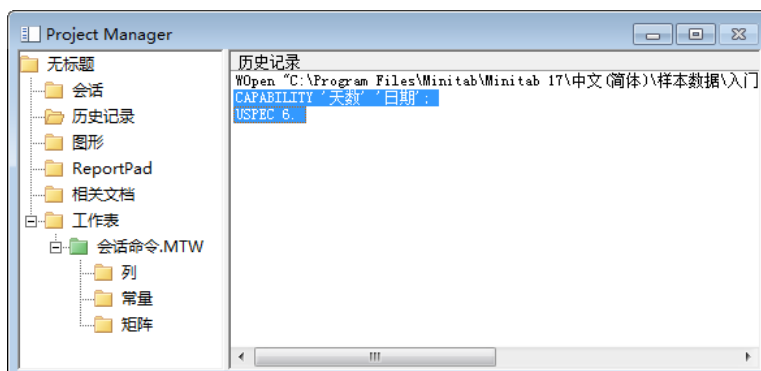 Project Manager
无标题
会话
历史记录
图形
ReportPad
相关文档
工作表
会话命令.MTW
列
常量
矩阵
历史记录
WOpen "C:\Program Files\Minitab\Minitab 17\中文(简体)\样本数据\入门
CAPABILITY '天数' '日期';
USPEC 6.